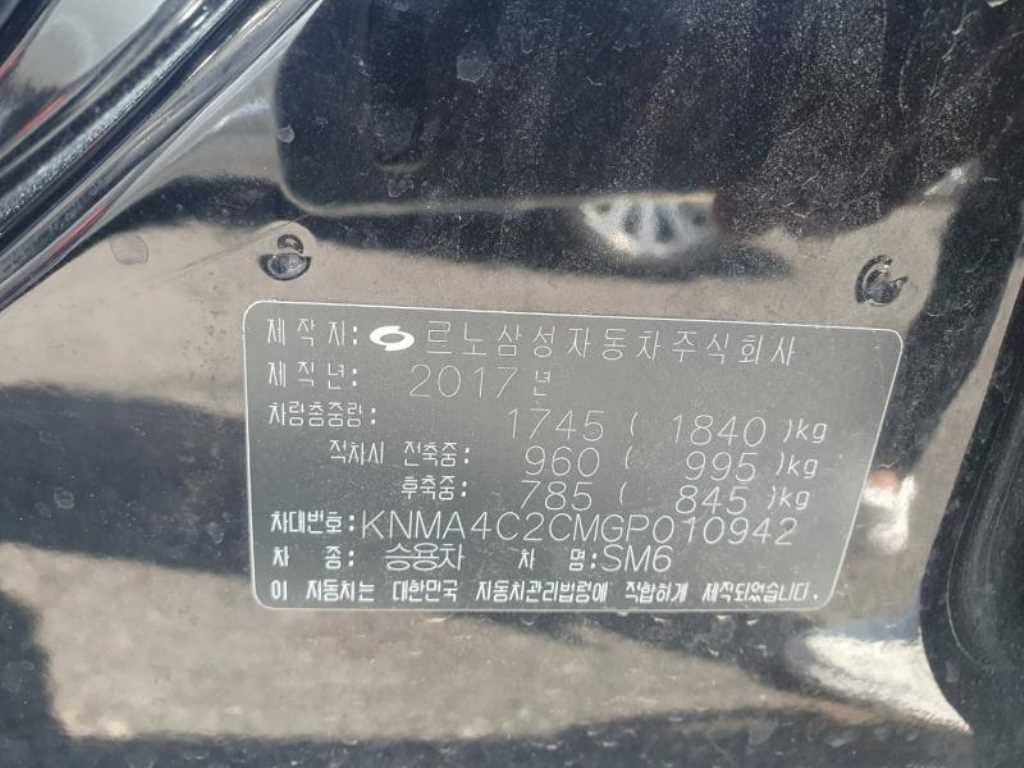 제 작 자: 르노삼성자동차주식회사
제 작 년: 2017년
차량총중량: 1745 ( 1840 )kg
적차시 전축중: 960 ( 995 )kg
후축중: 785 ( 845 )kg
차대번호: KNMA4C2CMGP010942
차 종: 승용차 차 명:SM6
이 자동차는 대한민국 자동차관리법령에 적합하게 제작되었습니다.